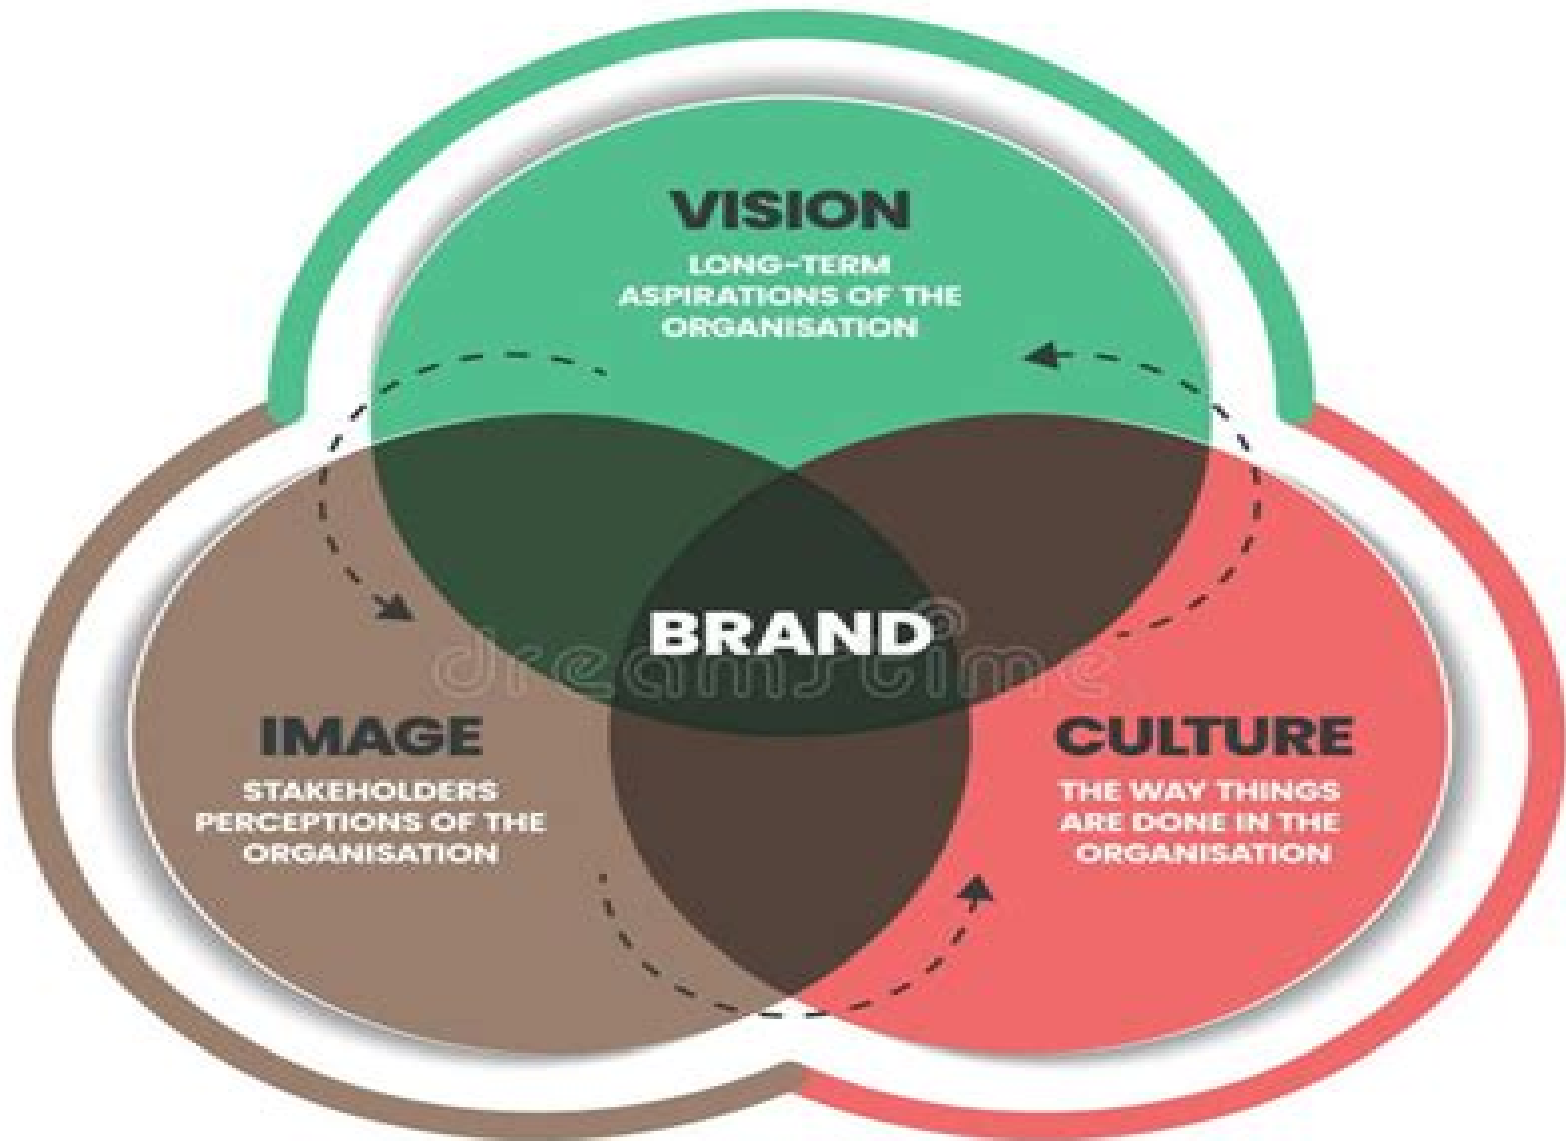 VISION
LONG-TERM
ASPIRATIONS OF THE
ORGANISATION
BRAND
dreamstime
IMAGE
STAKEHOLDERS
PERCEPTIONS OF THE
ORGANISATION
CULTURE
THE WAY THINGS
ARE DONE IN THE
ORGANISATION